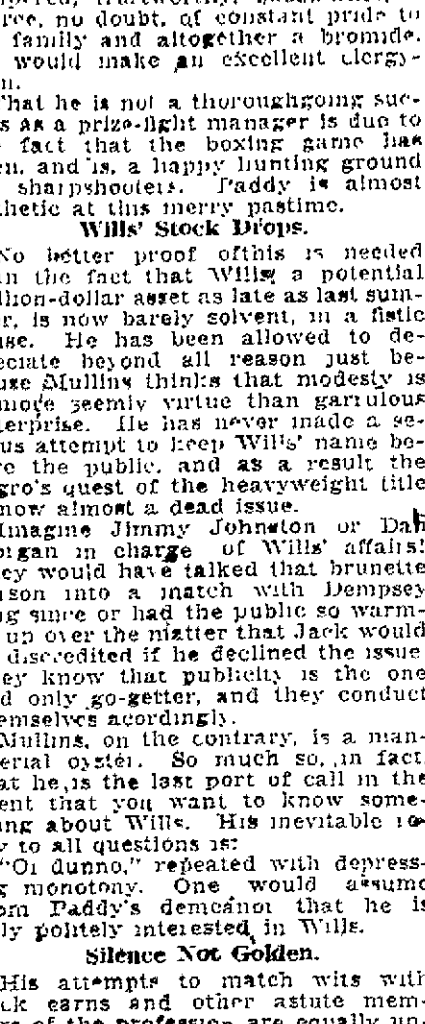 ree, no doubt, of constant pride to
family and altogether a bromide.
would make an excellent clergy-
n.
hat he is not a thoroughgoing suc-
s as a prize-fight manager is due to
fact that the boxing game has
en, and is, a happy hunting ground
sharpshooters. Paddy is almost
hetic at this merry pastime.
Wills' Stock Drops.
No better proof ofthis is needed
n the fact that Wills, a potential
llion-dollar asset as late as last sum-
r, is now barely solvent, in a fistic
nse. He has been allowed to de-
eciate beyond all reason just be-
use Mullins thinks that modesty is
more seemly virtue than garrulous
terprise. He has never made a se-
us attempt to keep Wills' name be-
re the public, and as a result the
gro's quest of the heavyweight title
now almost a dead issue.
Imagine Jimmy Johnston or Dan
organ in charge of Wills' affairs!
ey would have talked that brunette
rson into a match with Dempsey
g since or had the public so warm-
up over the matter that Jack would
discredited if he declined the issue
ey know that publicity is the one
d only go-getter, and they conduct
emselves acordingly.
Mullins, on the contrary, is a man-
erial oyster. So much so, in fact,
at he is the last port of call in the
ent that you want to know some-
ng about Wills. His inevitable re-
y to all questions is:
"Oi dunno," repeated with depress-
g monotony. One would assume
om Paddy's demeanor that he is
ly politely interested in Wills.
Silence Not Golden.
His attempts to match wits with
ck earns and other astute mem-
rs of the profession are equally un-